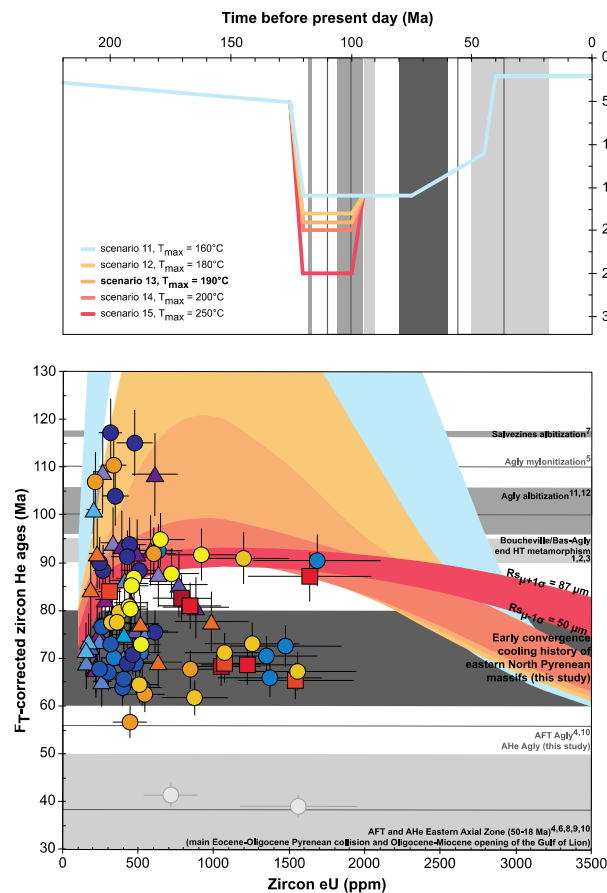 Time before present day (Ma)
200
150
100
50
0
0
5
1
1
2
2
3
scenario 11, Tmax = 160°C
scenario 12, Tmax = 180°C
scenario 13, Tmax = 190°C
scenario 14, Tmax = 200°C
scenario 15, Tmax = 250°C
FT-corrected zircon He ages (Ma)
130
120
110
100
90
80
70
60
50
40
30
Salvezines albitization7
Agly mylonitization5
Agly albitization11,12
Boucheville/Bas-Agly
end HT metamorphism
1,2,3
Rsµ+1σ = 87 µm
Rsµ-1σ = 50 µm
Early convergence
cooling history of
eastern North Pyrenean
massifs (this study)
AFT Agly4,10
AHe Agly (this study)
AFT and AHe Eastern Axial Zone (50-18 Ma)4,6,8,9,10
(main Eocene-Oligocene Pyrenean collision and Oligocene-Miocene opening of the Gulf of Lion)
0
500
1000
1500
2000
2500
3000
3500
Zircon eU (ppm)